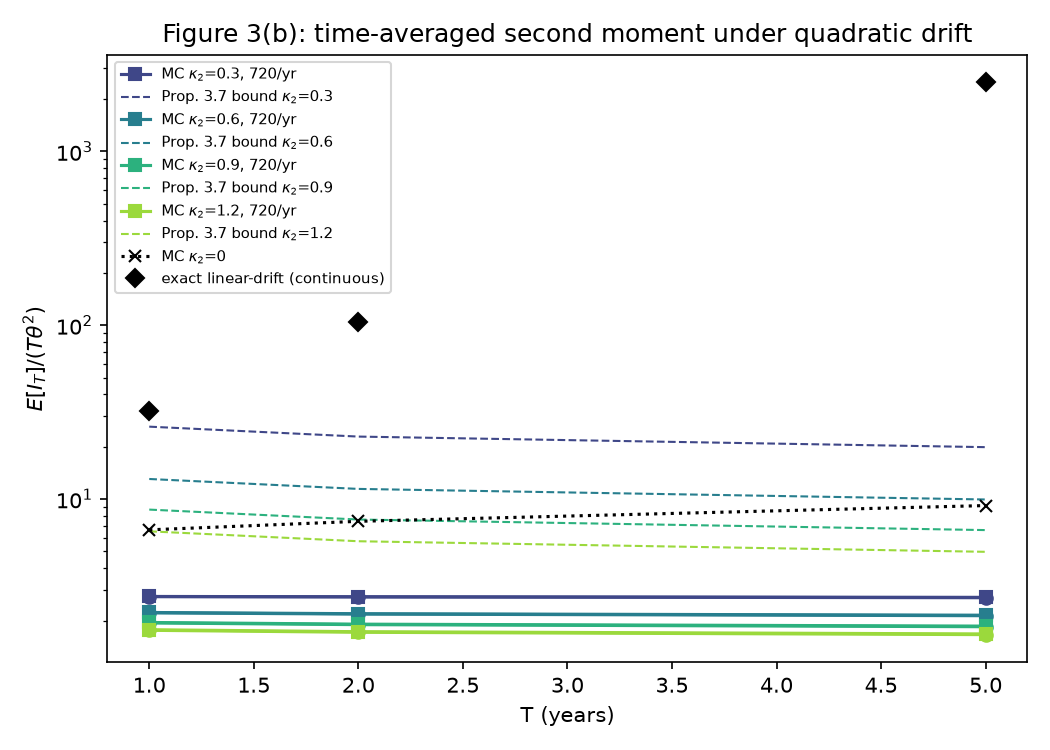 Figure 3(b): time-averaged second moment under quadratic drift
MC κ₂=0.3, 720/yr
Prop. 3.7 bound κ₂=0.3
MC κ₂=0.6, 720/yr
Prop. 3.7 bound κ₂=0.6
MC κ₂=0.9, 720/yr
Prop. 3.7 bound κ₂=0.9
MC κ₂=1.2, 720/yr
Prop. 3.7 bound κ₂=1.2
MC κ₂=0
exact linear-drift (continuous)
E[I_T]/(Tθ²)
10³
10²
10¹
1.0 1.5 2.0 2.5 3.0 3.5 4.0 4.5 5.0
T (years)